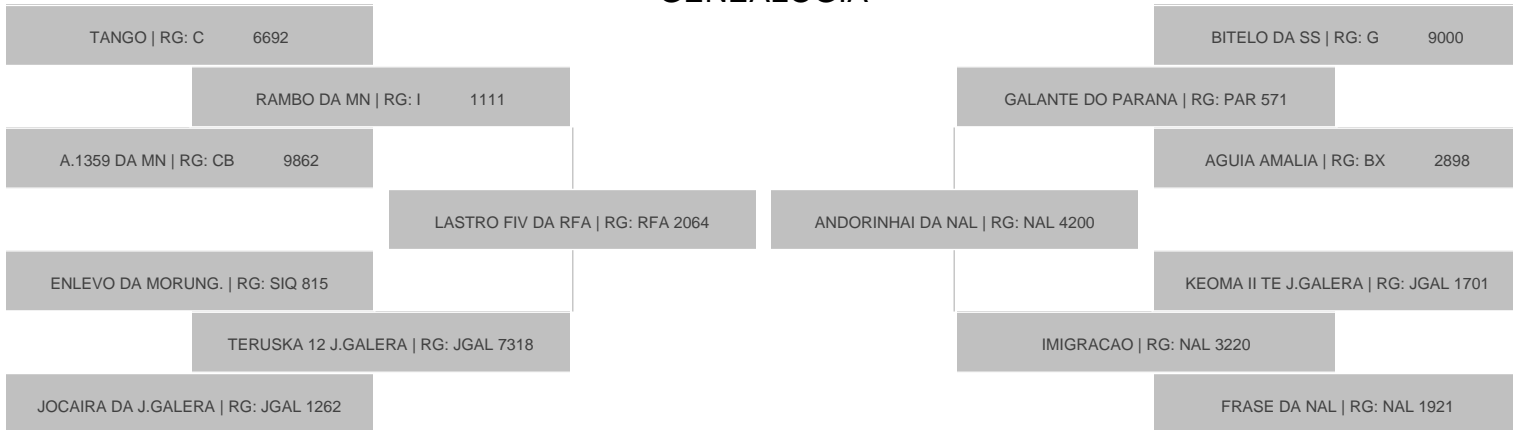 GENEALOGIA
TANGO | RG: C 6692
BITELO DA SS | RG: G 9000
RAMBO DA MN | RG: I 1111
GALANTE DO PARANA | RG: PAR 571
A.1359 DA MN | RG: CB 9862
AGUIA AMALIA | RG: BX 2898
LASTRO FIV DA RFA | RG: RFA 2064
ANDORINHAI DA NAL | RG: NAL 4200
ENLEVO DA MORUNG. | RG: SIQ 815
KEOMA II TE J.GALERA | RG: JGAL 1701
TERUSKA 12 J.GALERA | RG: JGAL 7318
IMIGRACAO | RG: NAL 3220
JOCAIRA DA J.GALERA | RG: JGAL 1262
FRASE DA NAL | RG: NAL 1921